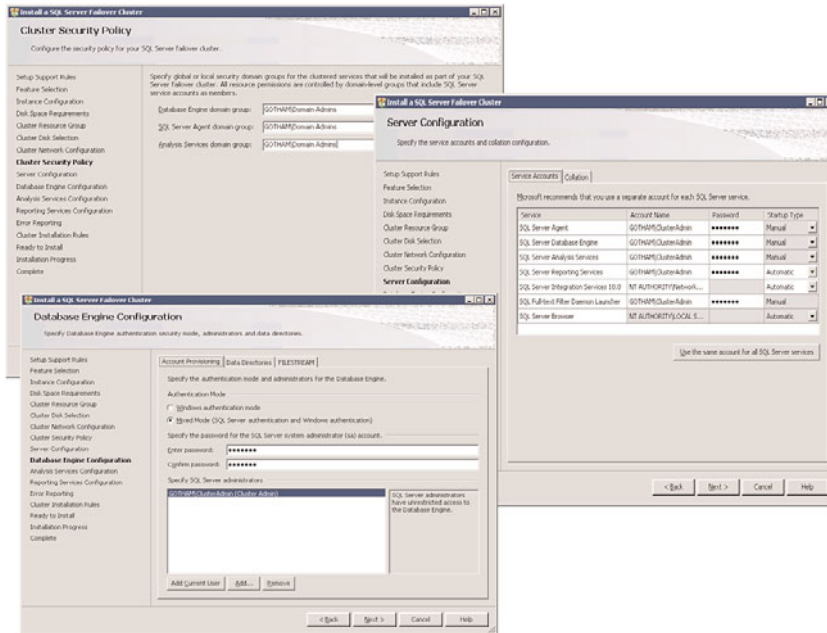 Install a SQL Server Failover Cluster
Cluster Security Policy
Configure the security policy for your SQL Server failover cluster.
Setup Support Rules
Feature Selection
Instance Configuration
Disk Space Requirements
Cluster Resource Group
Cluster Disk Selection
Cluster Network Configuration
Cluster Security Policy
Server Configuration
Database Engine Configuration
Analysis Services Configuration
Reporting Services Configuration
Error Reporting
Cluster Installation Rules
Ready to Install
Installation Progress
Complete
Specify global or local security domain groups for the clustered services that will be installed as part of your SQL
Server failover cluster. All resource permissions are controlled by domain-level groups that include SQL Server
service accounts as members.
Database Engine domain group: GOTHAM\Domain Admins
SQL Server Agent domain group: GOTHAM\Domain Admins
Analysis Services domain group: GOTHAM\Domain Admins
Install a SQL Server Failover Cluster
Server Configuration
Specify the service accounts and collation configuration.
Setup Support Rules
Feature Selection
Instance Configuration
Disk Space Requirements
Cluster Resource Group
Cluster Disk Selection
Cluster Network Configuration
Cluster Security Policy
Server Configuration
Service Accounts Collation
Microsoft recommends that you use a separate account for each SQL Server service.
Service Account Name Password Startup Type
SQL Server Agent GOTHAM\ClusterAdmin ••••••• Manual
SQL Server Database Engine GOTHAM\ClusterAdmin ••••••• Manual
SQL Server Analysis Services GOTHAM\ClusterAdmin ••••••• Manual
SQL Server Reporting Services GOTHAM\ClusterAdmin ••••••• Automatic
SQL Server Integration Services 10.0 NT AUTHORITY\Network... Automatic
SQL Full-text Filter Daemon Launcher GOTHAM\ClusterAdmin ••••••• Manual
SQL Server Browser NT AUTHORITY\LOCAL S... Automatic
Use the same account for all SQL Server services
< Back Next > Cancel Help
Install a SQL Server Failover Cluster
Database Engine Configuration
Specify Database Engine authentication security mode, administrators and data directories.
Setup Support Rules
Feature Selection
Instance Configuration
Disk Space Requirements
Cluster Resource Group
Cluster Disk Selection
Cluster Network Configuration
Cluster Security Policy
Server Configuration
Database Engine Configuration
Analysis Services Configuration
Reporting Services Configuration
Error Reporting
Cluster Installation Rules
Ready to Install
Installation Progress
Complete
Account Provisioning Data Directories FILESTREAM
Specify the authentication mode and administrators for the Database Engine.
Authentication Mode
Windows authentication mode
Mixed Mode (SQL Server authentication and Windows authentication)
Specify the password for the SQL Server system administrator (sa) account.
Enter password: •••••••
Confirm password: •••••••
Specify SQL Server administrators
GOTHAM\ClusterAdmin (Cluster Admin)
SQL Server administrators
have unrestricted access to
the Database Engine.
Add Current User Add... Remove
< Back Next > Cancel Help